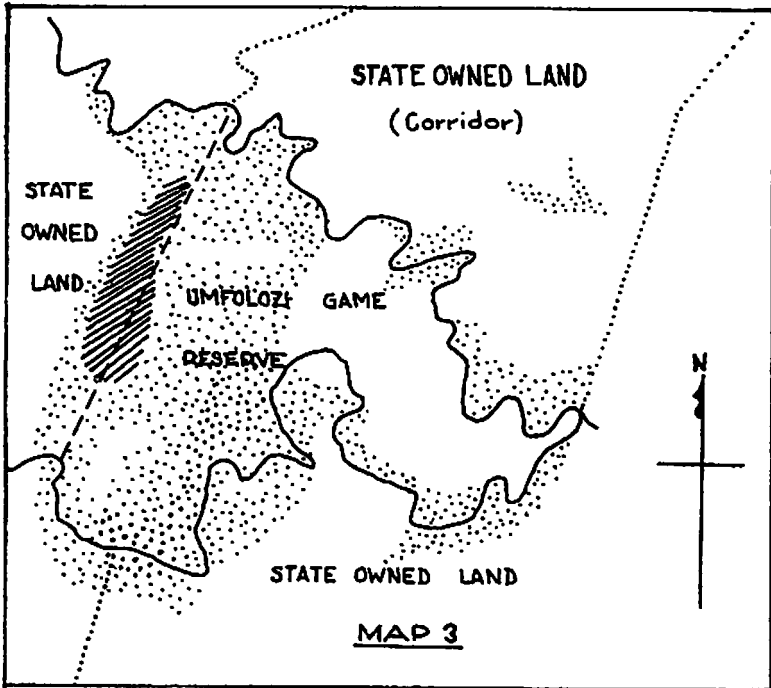 STATE OWNED LAND
(Corridor)
STATE
OWNED
LAND
UMFOLOZI GAME
RESERVE
N
STATE OWNED LAND
MAP 3